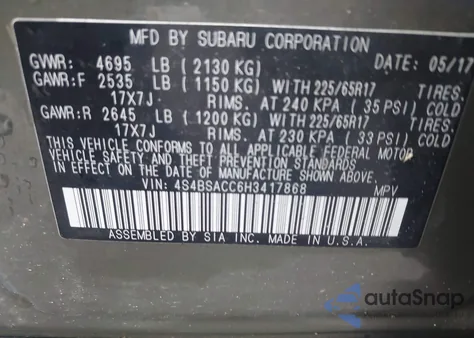 MFD BY SUBARU CORPORATION
GVWR: 4695 LB (2130 KG) DATE: 05/17
GAWR:F 2535 LB (1150 KG) WITH 225/65R17 TIRES.
17X7J RIMS. AT 240 KPA (35 PSI) COLD
GAWR:R 2645 LB (1200 KG) WITH 225/65R17 TIRES.
17X7J RIMS. AT 230 KPA (33 PSI) COLD
THIS VEHICLE CONFORMS TO ALL APPLICABLE FEDERAL MOTOR
VEHICLE SAFETY AND THEFT PREVENTION STANDARDS
IN EFFECT ON THE DATE OF MANUFACTURE SHOWN ABOVE.
VIN: 4S4BSACC6H3417868 MPV
ASSEMBLED BY SIA INC. MADE IN U.S.A.
autoSnap